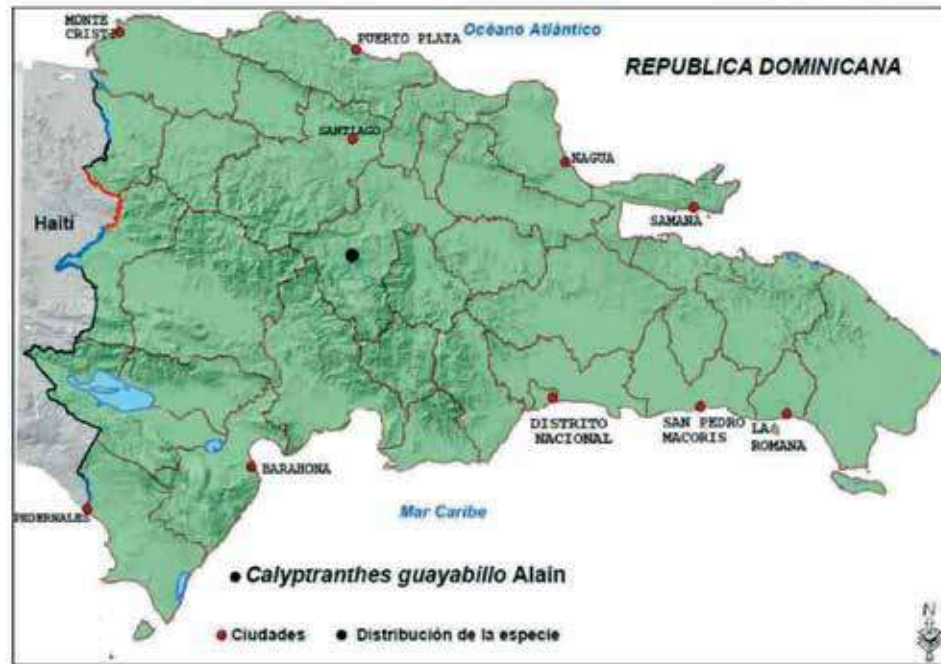 MONTE
CRISTI
PUERTO PLATA
Océano Atlántico
REPUBLICA DOMINICANA
SANTIAGO
NAGUA
SAMANA
Haití
DISTRITO
NACIONAL
SAN PEDRO
MACORIS
LA
ROMANA
BARAHONA
PEDERNALES
Mar Caribe
Calyptranthes guayabillo Alain
Ciudades
Distribución de la especie
N